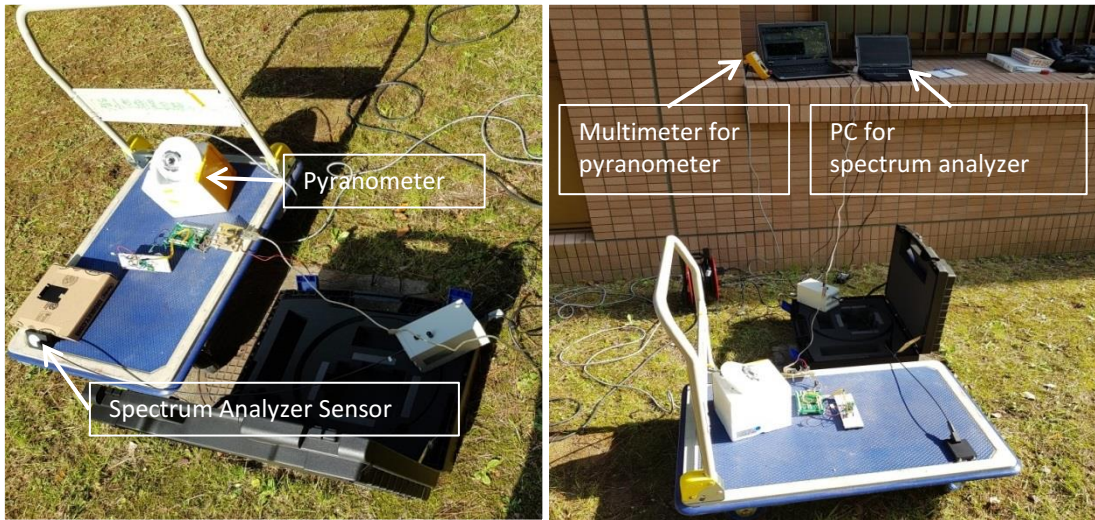 Pyranometer
Spectrum Analyzer Sensor
Multimeter for
pyranometer
PC for
spectrum analyzer